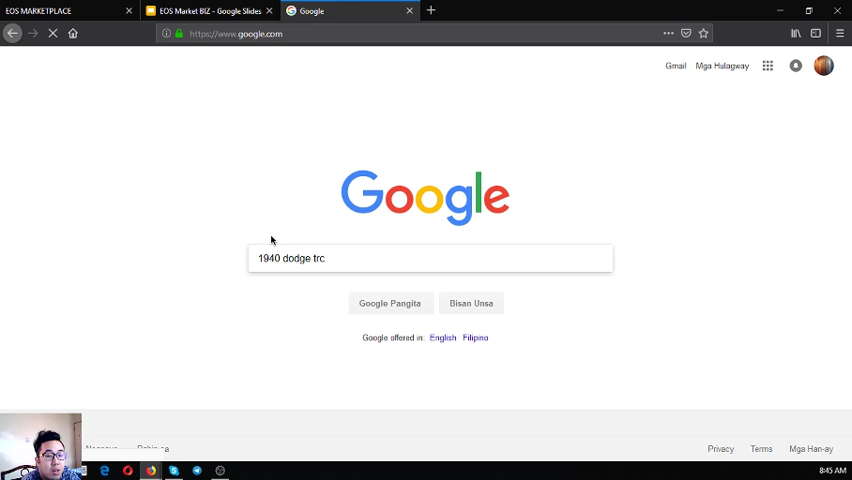 EOS MARKETPLACE
EOS Market BIZ - Google Slides
Google
https://www.google.com
Gmail Mga Hulagway
Google
1940 dodge trc
Google Pangita
Bisan Unsa
Google offered in: English Filipino
Privacy Terms Mga Han-ay
8:45 AM